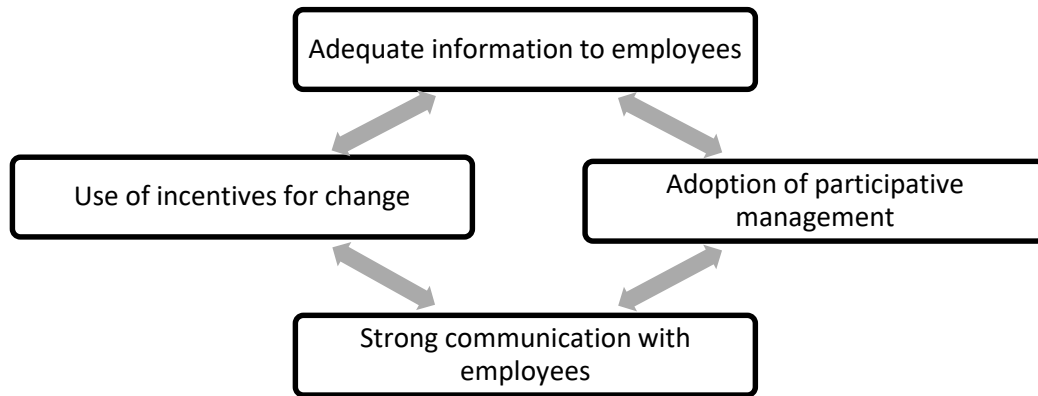 Adequate information to employees
Use of incentives for change
Adoption of participative
management
Strong communication with
employees